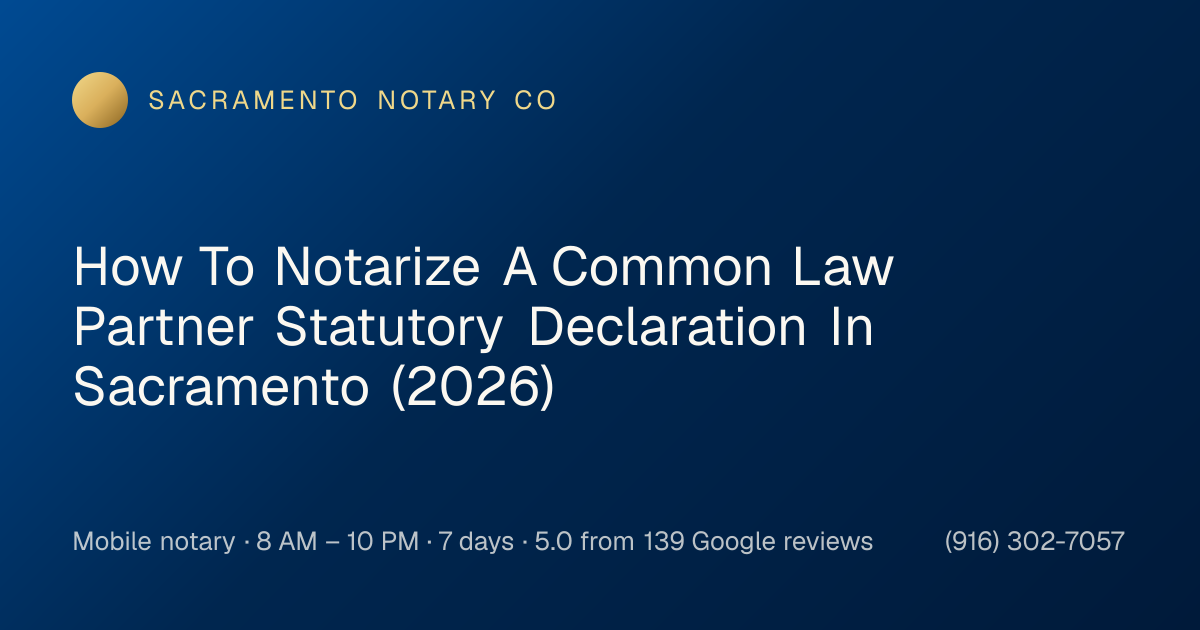 SACRAMENTO NOTARY CO
How To Notarize A Common Law
Partner Statutory Declaration In
Sacramento (2026)
Mobile notary · 8 AM – 10 PM · 7 days · 5.0 from 139 Google reviews
(916) 302-7057